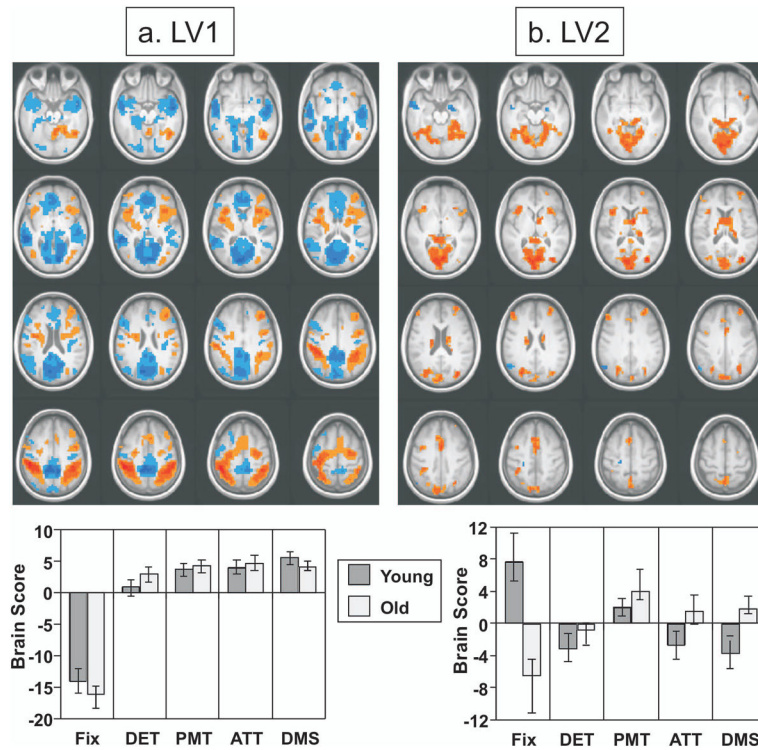 a. LV1
b. LV2
10
5
0
-5
-10
-15
-20
Brain Score
Fix DET PMT ATT DMS
Young
Old
12
8
4
0
-4
-8
-12
Brain Score
Fix DET PMT ATT DMS